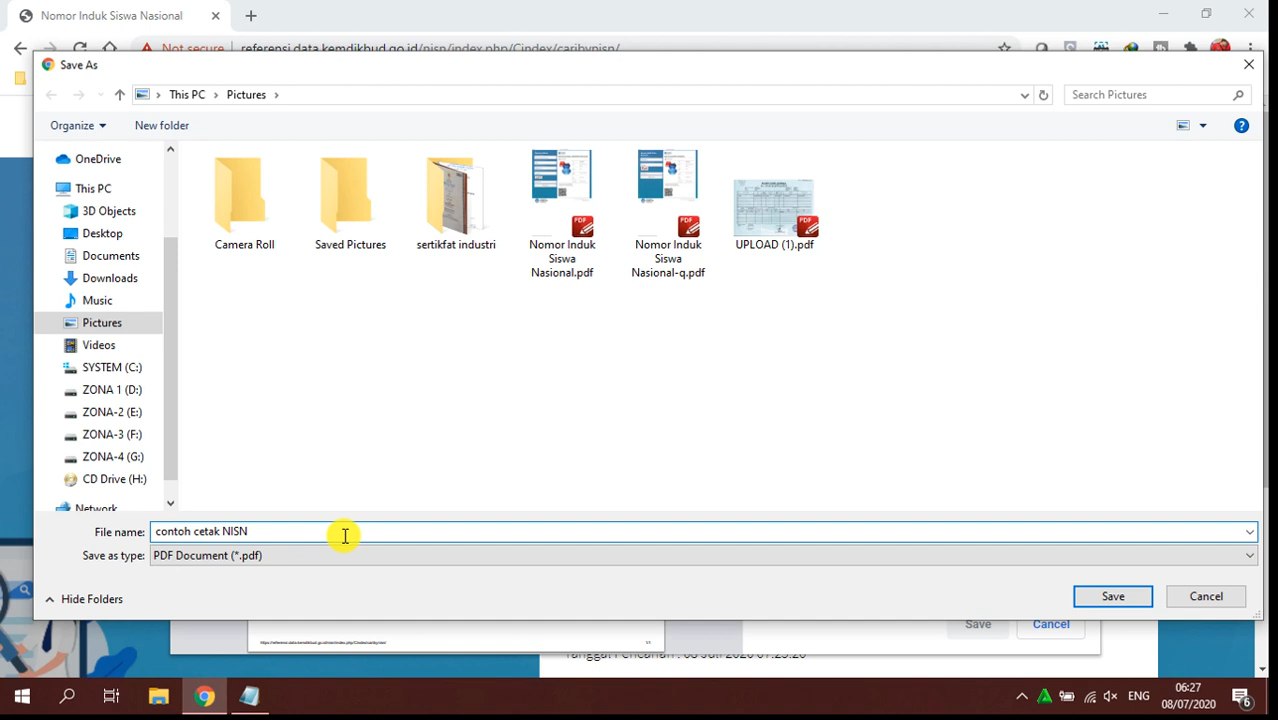 Nomor Induk Siswa Nasional
Not secure
referensi.data.kemdikbud.go.id/nisn/index.php/Cindex/caribynisn/
Save As
This PC
Pictures
Search Pictures
Organize
New folder
OneDrive
This PC
3D Objects
Desktop
Documents
Downloads
Music
Pictures
Videos
SYSTEM (C:)
ZONA 1 (D:)
ZONA-2 (E:)
ZONA-3 (F:)
ZONA-4 (G:)
CD Drive (H:)
Network
Camera Roll
Saved Pictures
sertikfat industri
Nomor Induk
Siswa
Nasional.pdf
Nomor Induk
Siswa
Nasional-q.pdf
UPLOAD (1).pdf
File name: contoh cetak NISN
Save as type: PDF Document (*.pdf)
Hide Folders
Save
Cancel
Save
Cancel
ENG
06:27
08/07/2020
6